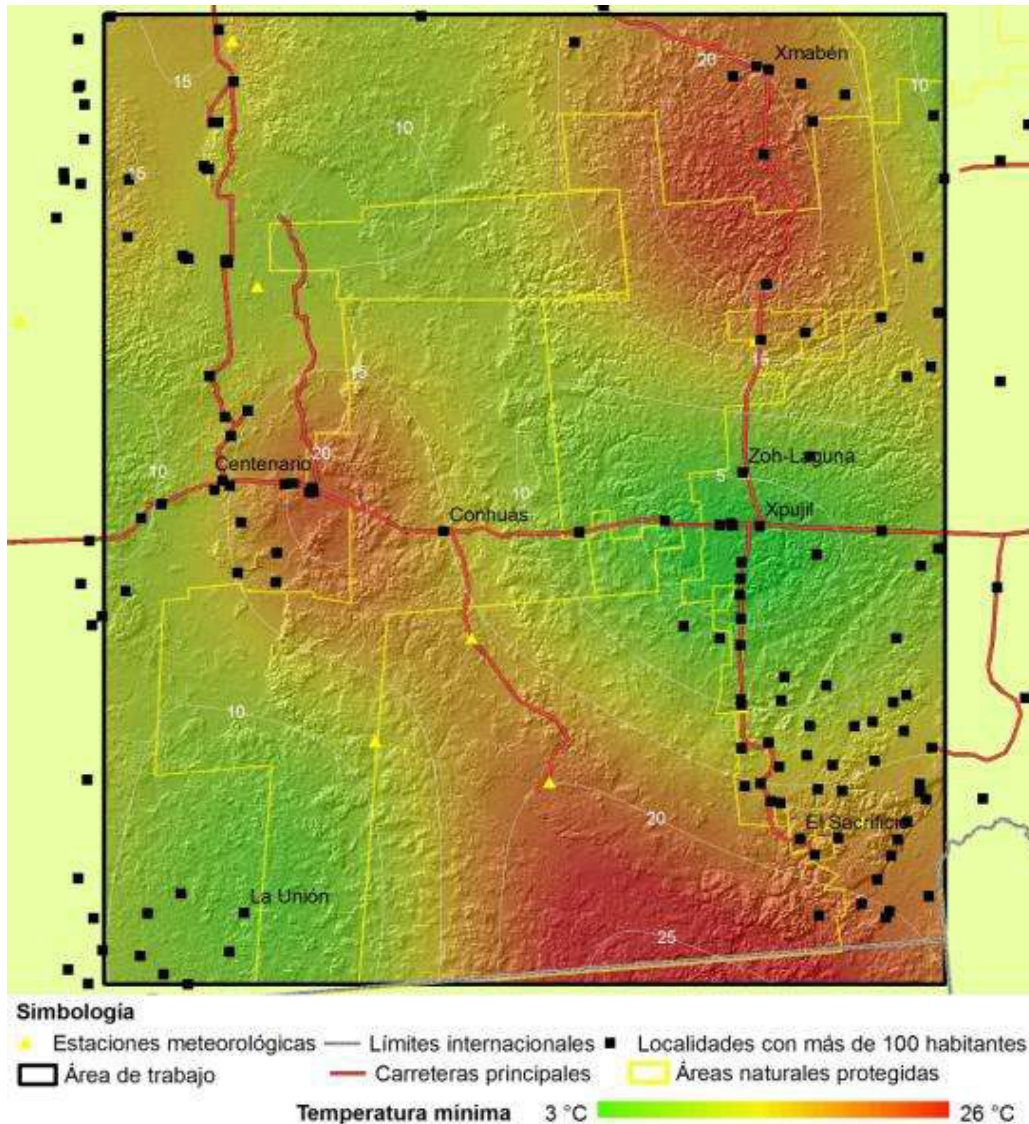 20
Xmabén
15
10
10
15
15
15
20
Centenario
10
Zoh-Laguna
5
10
Conhuas
Xpujil
10
20
El Sacrificio
La Unión
25
Simbología
Estaciones meteorológicas Límites internacionales Localidades con más de 100 habitantes
Área de trabajo Carreteras principales Áreas naturales protegidas
Temperatura mínima 3 °C 26 °C